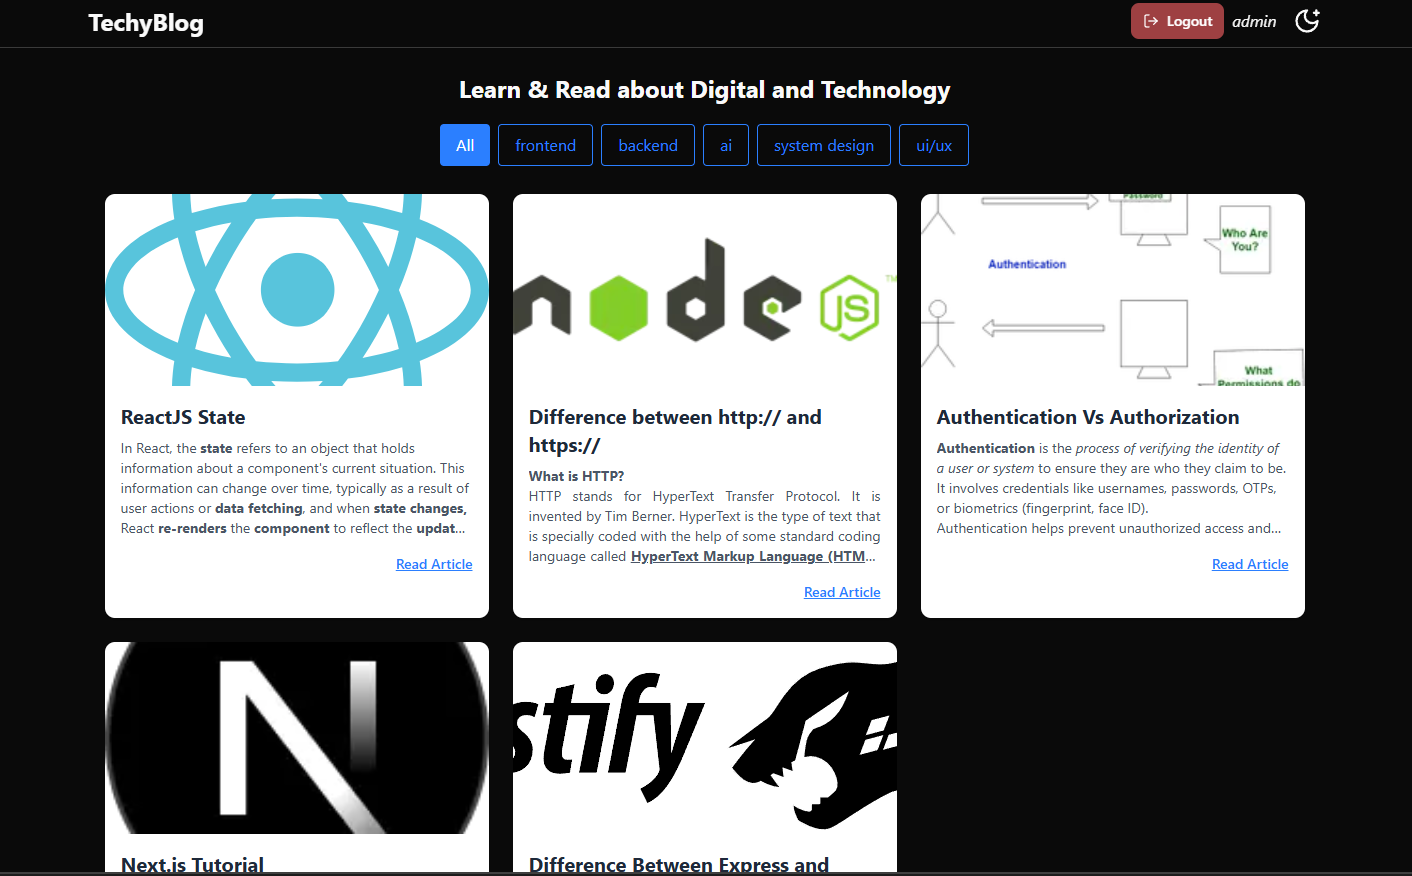 TechyBlog
Logout
admin
Learn & Read about Digital and Technology
All
frontend
backend
ai
system design
ui/ux
node
JS
TM
Password
Who Are
You?
Authentication
What
Permissions do
ReactJS State
In React, the state refers to an object that holds
information about a component's current situation. This
information can change over time, typically as a result of
user actions or data fetching, and when state changes,
React re-renders the component to reflect the updat...
Read Article
Difference between http:// and
https://
What is HTTP?
HTTP stands for HyperText Transfer Protocol. It is
invented by Tim Berner. HyperText is the type of text that
is specially coded with the help of some standard coding
language called HyperText Markup Language (HTM...
Read Article
Authentication Vs Authorization
Authentication is the process of verifying the identity of
a user or system to ensure they are who they claim to be.
It involves credentials like usernames, passwords, OTPs,
or biometrics (fingerprint, face ID).
Authentication helps prevent unauthorized access and...
Read Article
N
stify
Next.js Tutorial
Difference Between Express and